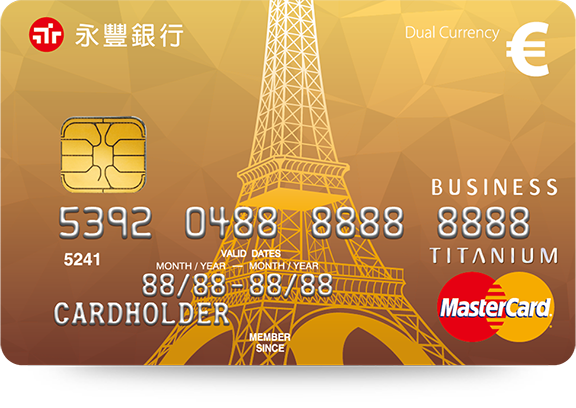 永豐銀行
Dual Currency €
BUSINESS
5392 0488 8888 8888
5241
TITANIUM
VALID DATES
MONTH / YEAR — MONTH / YEAR
88/88-88/88
CARDHOLDER
MasterCard
MEMBER
SINCE